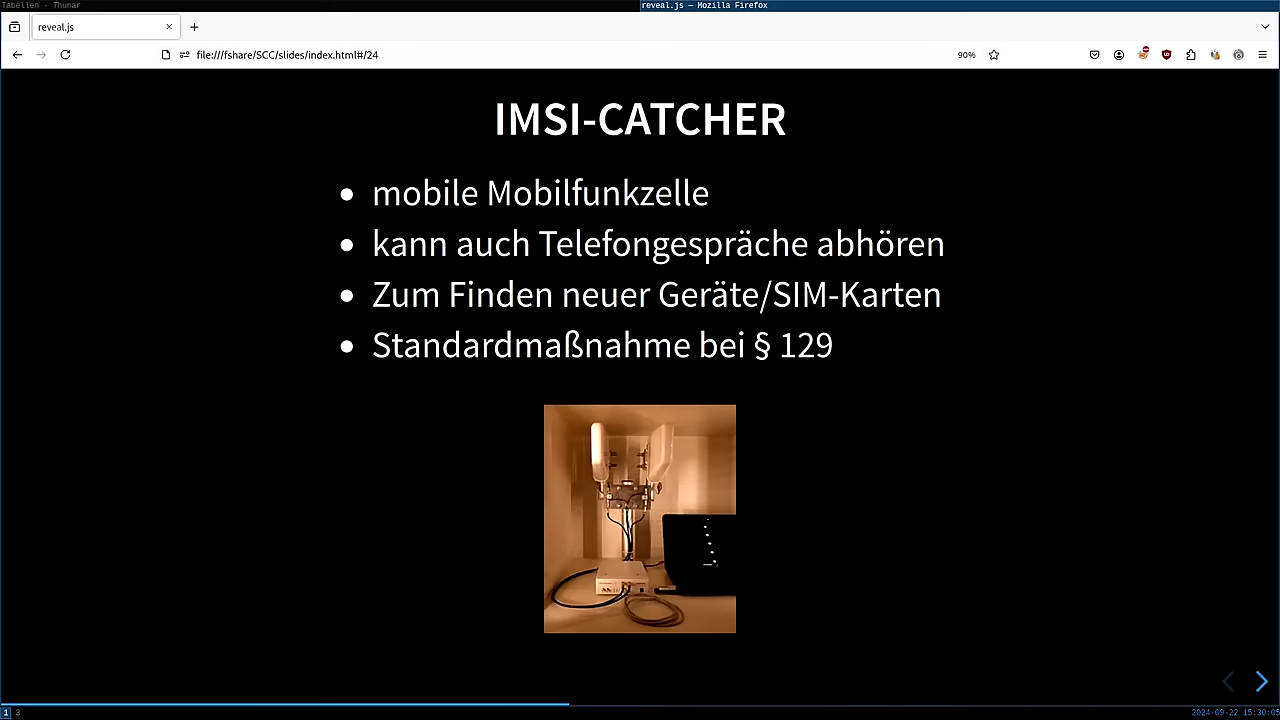 Tabellen - Thunar
reveal.js — Mozilla Firefox
reveal.js
file:///fshare/SCC/slides/index.html#/24
90%
IMSI-CATCHER
• mobile Mobilfunkzelle
• kann auch Telefongespräche abhören
• Zum Finden neuer Geräte/SIM-Karten
• Standardmaßnahme bei § 129
1 3
2024-09-22 15:30:05